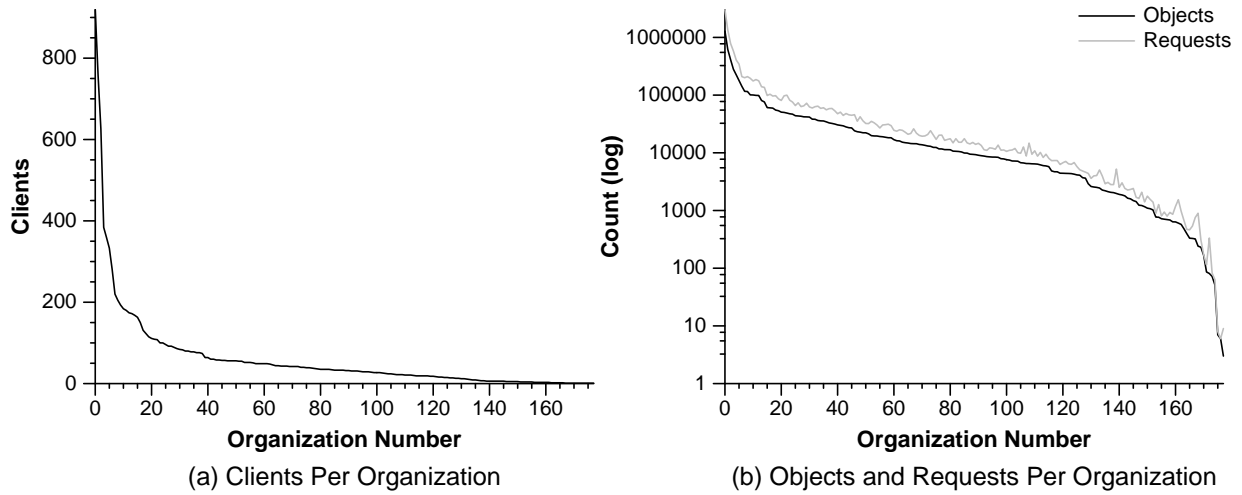 Objects
Requests
800
600
400
200
0
Clients
0 20 40 60 80 100 120 140 160
Organization Number
(a) Clients Per Organization
1000000
100000
10000
1000
100
10
1
Count (log)
0 20 40 60 80 100 120 140 160
Organization Number
(b) Objects and Requests Per Organization